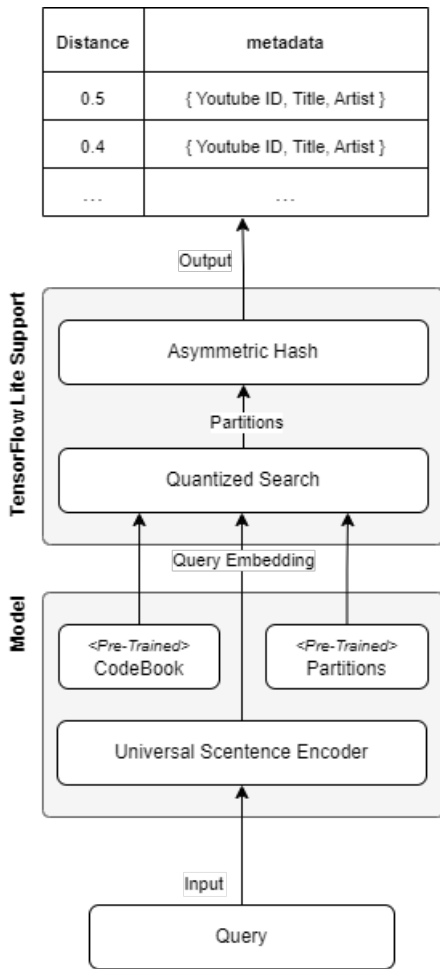 Distance metadata
0.5 { Youtube ID, Title, Artist }
0.4 { Youtube ID, Title, Artist }
... ...
Output
TensorFlow Lite Support
Asymmetric Hash
Partitions
Quantized Search
Query Embedding
Model
<Pre-Trained>
CodeBook
<Pre-Trained>
Partitions
Universal Scentence Encoder
Input
Query